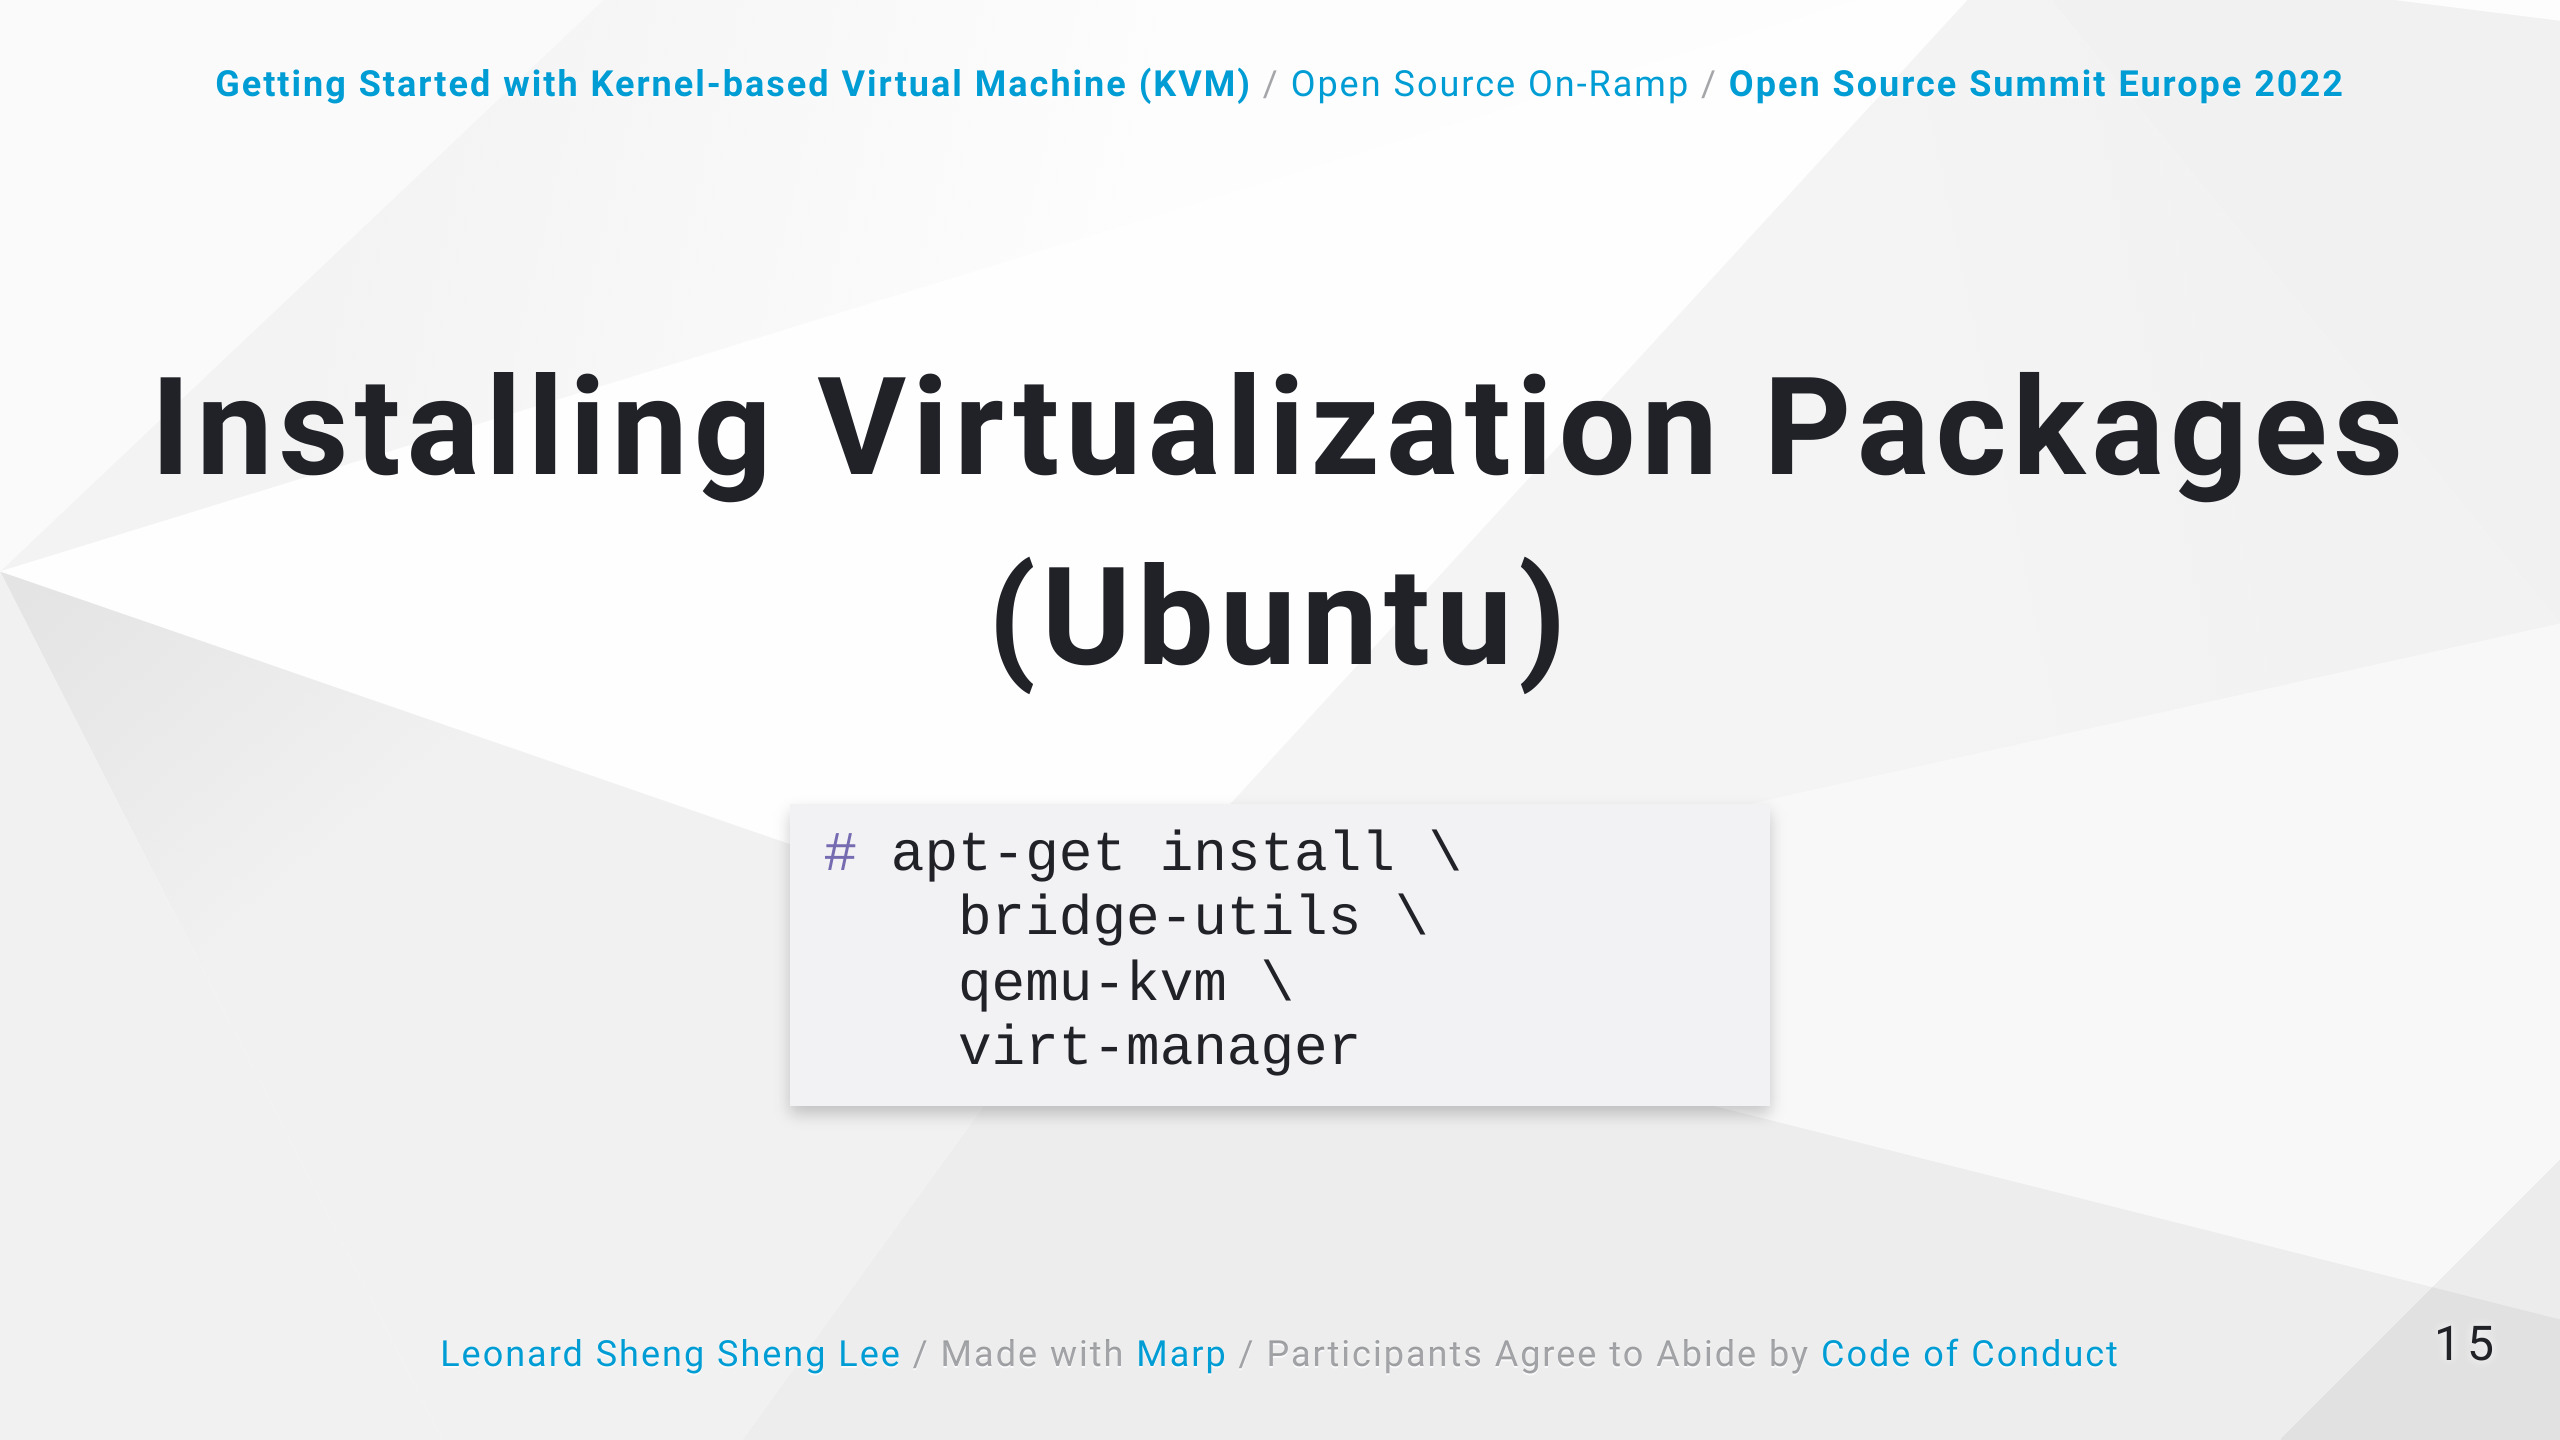 Getting Started with Kernel-based Virtual Machine (KVM) / Open Source On-Ramp / Open Source Summit Europe 2022
Installing Virtualization Packages
(Ubuntu)
# apt-get install \
    bridge-utils \
    qemu-kvm \
    virt-manager
Leonard Sheng Sheng Lee / Made with Marp / Participants Agree to Abide by Code of Conduct
15